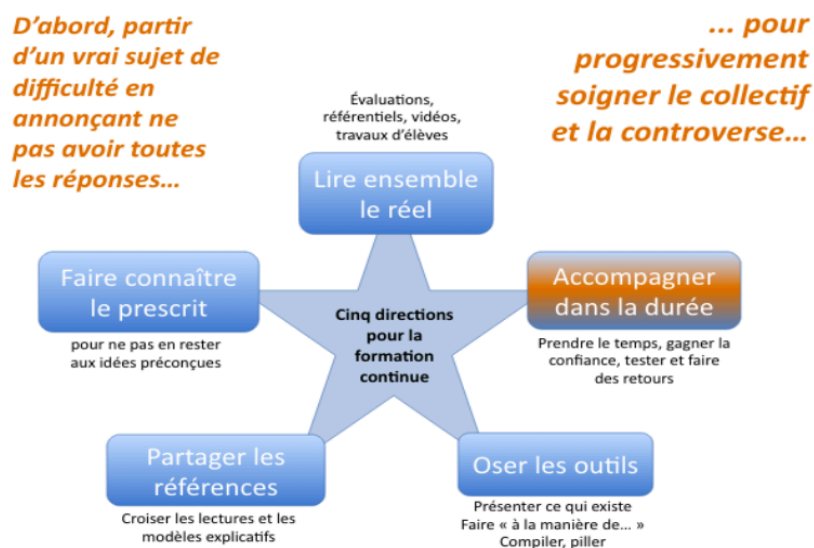 D'abord, partir
d'un vrai sujet de
difficulté en
annonçant ne
pas avoir toutes
les réponses...
... pour
progressivement
soigner le collectif
et la controverse...
Évaluations,
référentiels, vidéos,
travaux d'élèves
Lire ensemble
le réel
Faire connaître
le prescrit
pour ne pas en rester
aux idées préconçues
Cinq directions
pour la
formation
continue
Accompagner
dans la durée
Prendre le temps, gagner la
confiance, tester et faire
des retours
Partager les
références
Croiser les lectures et les
modèles explicatifs
Oser les outils
Présenter ce qui existe
Faire « à la manière de... »
Compiler, piller